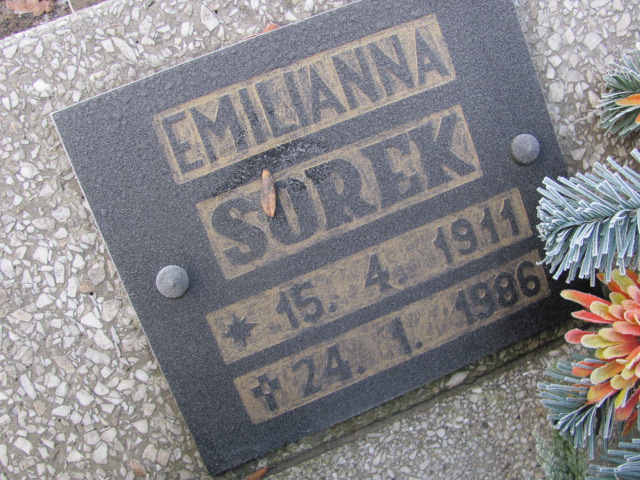 EMILIANNA
SOREK
* 15. 4. 1911
✝ 24. 1. 1986